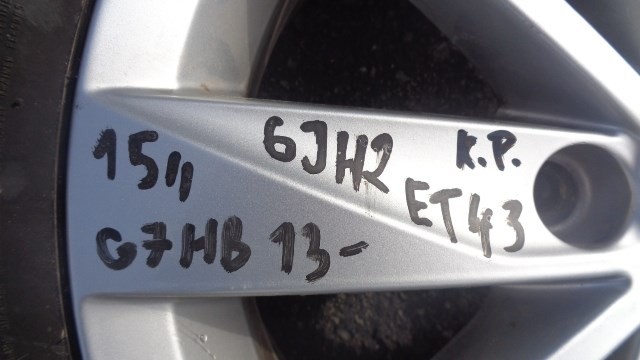 15" 6JH2 K.P.
ET43
G7HB 13-